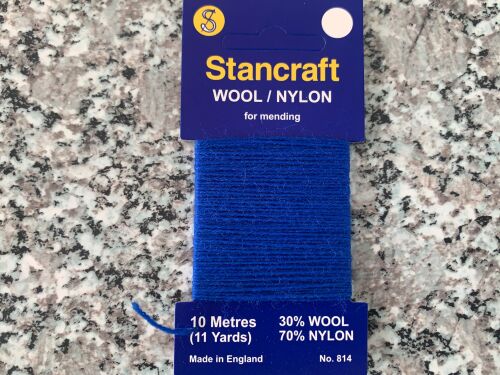 S
Stancraft
WOOL / NYLON
for mending
10 Metres 30% WOOL
(11 Yards) 70% NYLON
Made in England No. 814